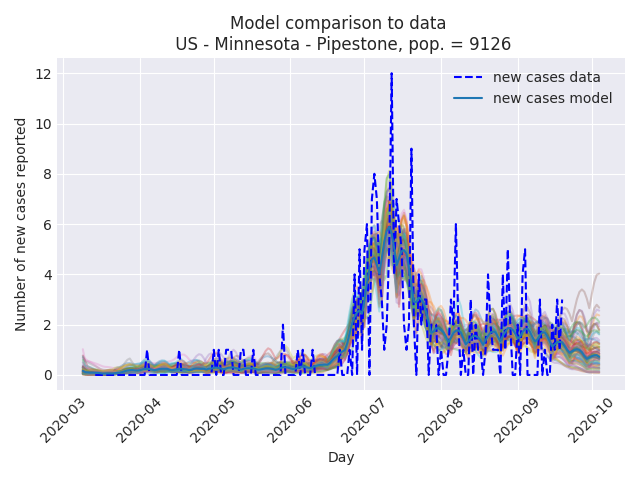 Model comparison to data
US - Minnesota - Pipestone, pop. = 9126
new cases data
new cases model
Number of new cases reported
12
10
8
6
4
2
0
2020-03
2020-04
2020-05
2020-06
2020-07
2020-08
2020-09
2020-10
Day